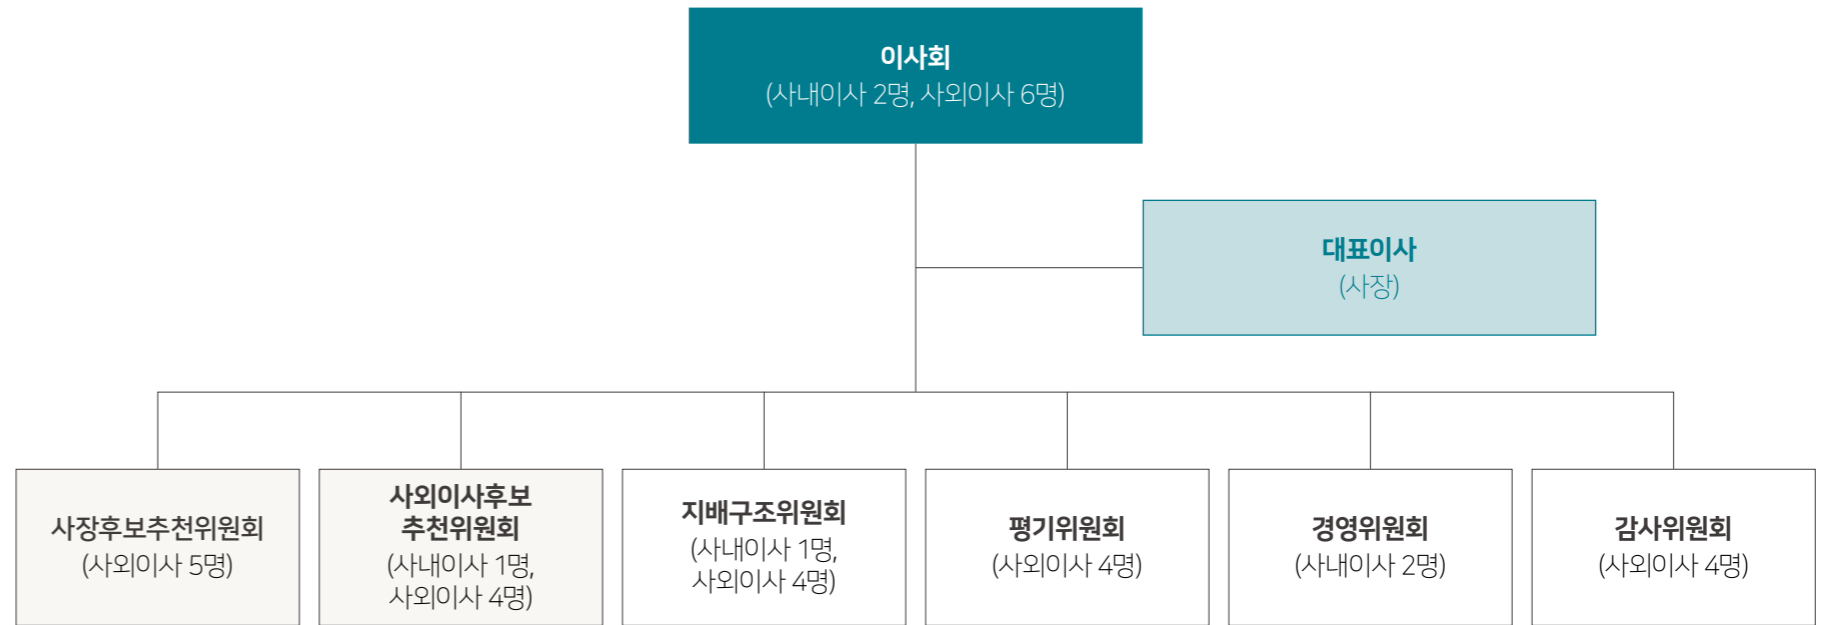 이사회
(사내이사 2명, 사외이사 6명)
대표이사
(사장)
사장후보추천위원회
(사외이사 5명)
사외이사후보
추천위원회
(사내이사 1명,
사외이사 4명)
지배구조위원회
(사내이사 1명,
사외이사 4명)
평기위원회
(사외이사 4명)
경영위원회
(사내이사 2명)
감사위원회
(사외이사 4명)